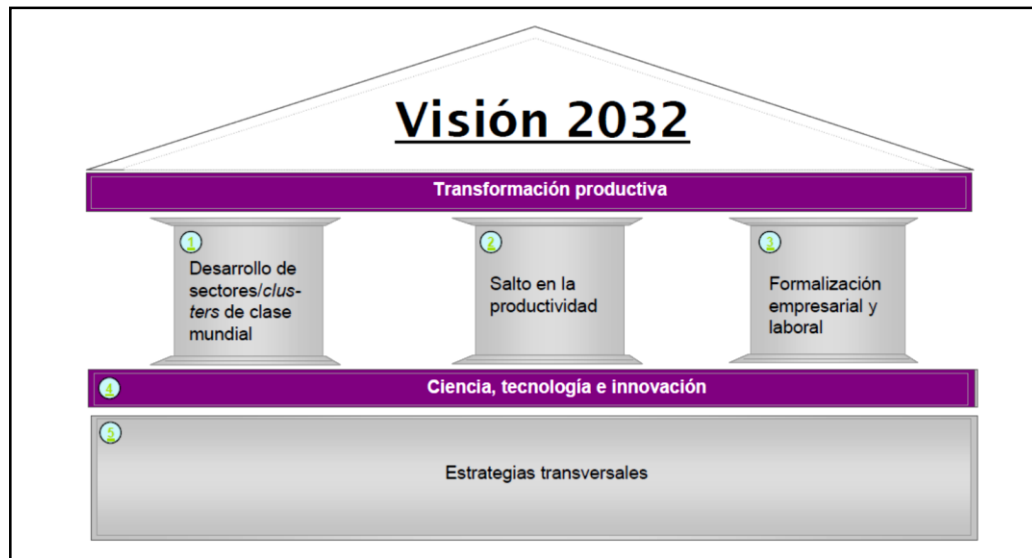 Visión 2032
Transformación productiva
1
Desarrollo de
sectores/clus-
ters de clase
mundial
2
Salto en la
productividad
3
Formalización
empresarial y
laboral
4
Ciencia, tecnología e innovación
5
Estrategias transversales